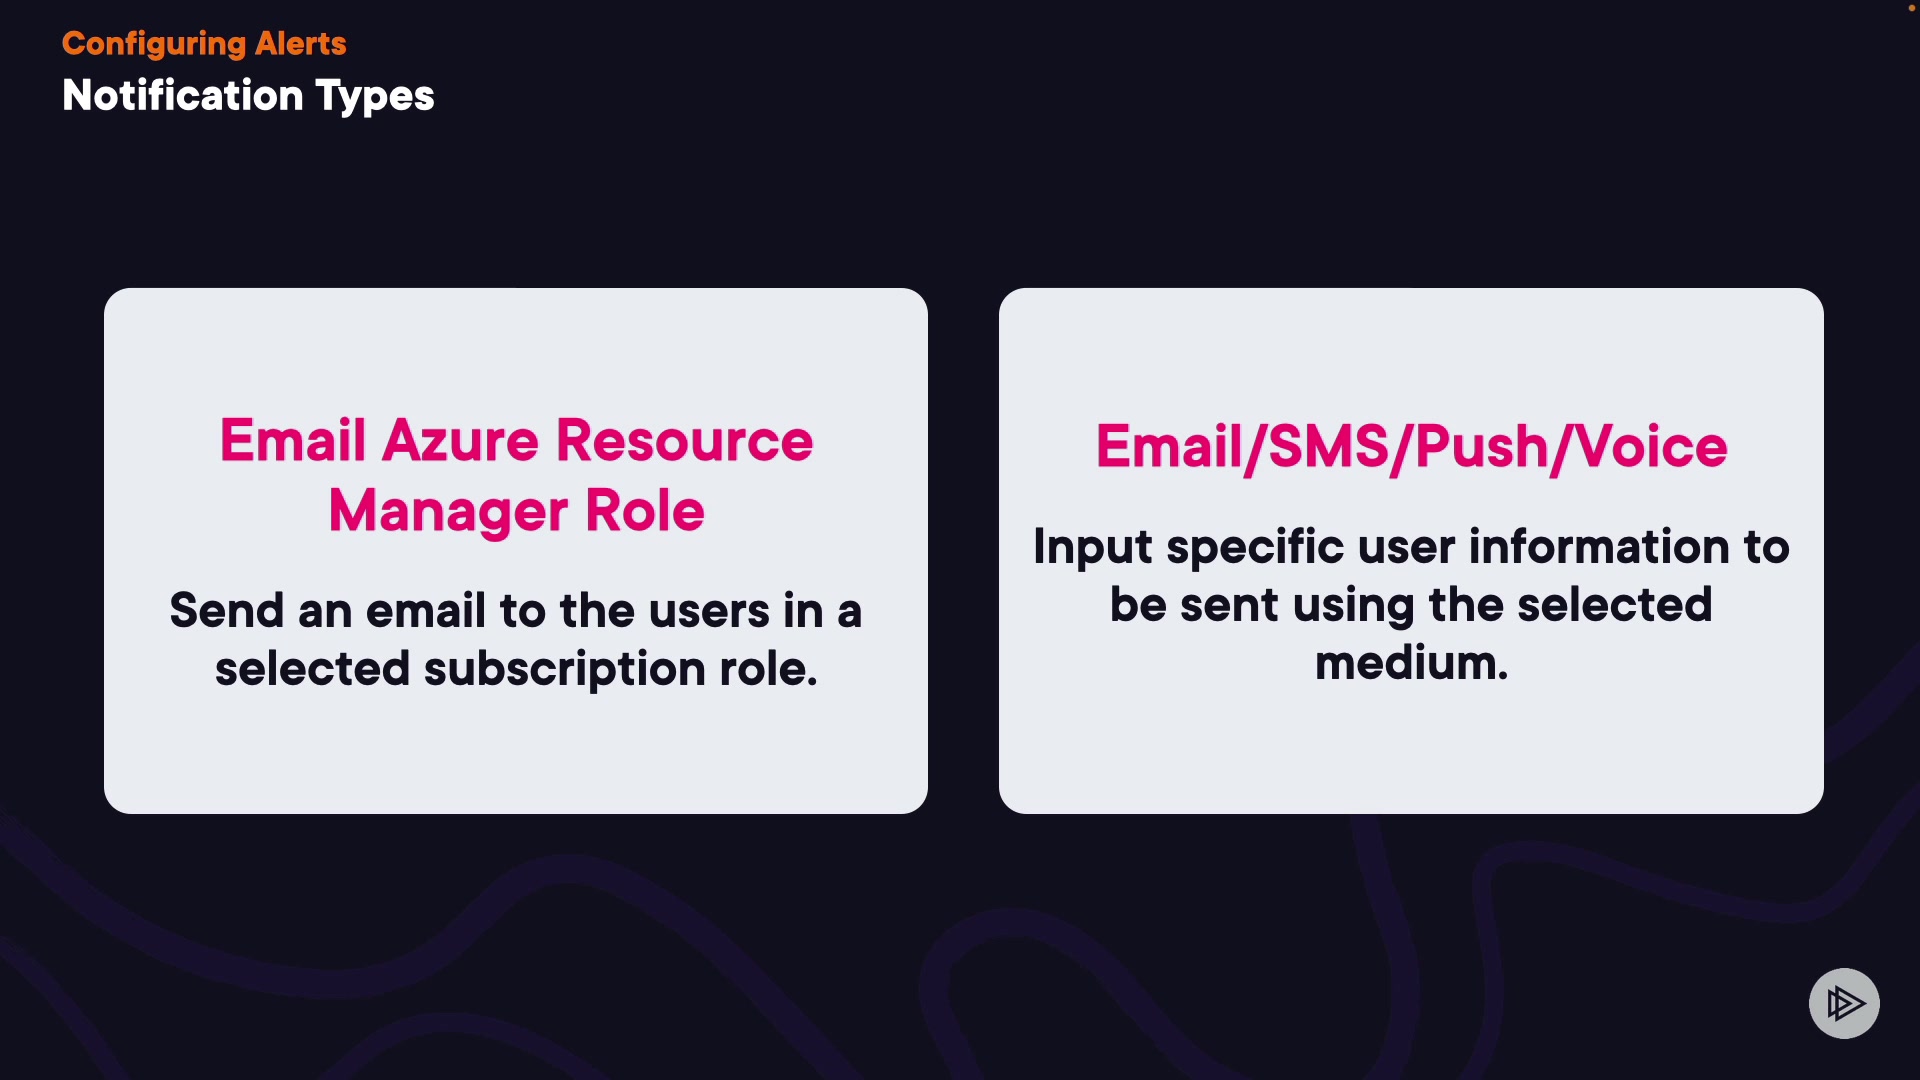 Configuring Alerts
Notification Types
Email Azure Resource
Manager Role
Send an email to the users in a
selected subscription role.
Email/SMS/Push/Voice
Input specific user information to
be sent using the selected
medium.